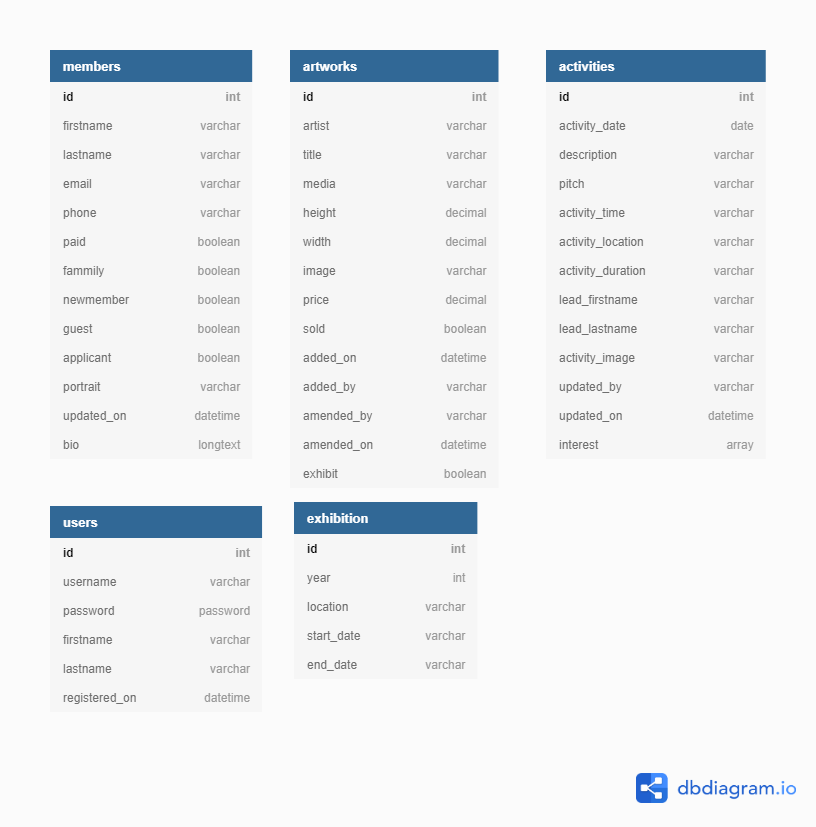 members
id int
firstname varchar
lastname varchar
email varchar
phone varchar
paid boolean
fammily boolean
newmember boolean
guest boolean
applicant boolean
portrait varchar
updated_on datetime
bio longtext
artworks
id int
artist varchar
title varchar
media varchar
height decimal
width decimal
image varchar
price decimal
sold boolean
added_on datetime
added_by varchar
amended_by varchar
amended_on datetime
exhibit boolean
activities
id int
activity_date date
description varchar
pitch varchar
activity_time varchar
activity_location varchar
activity_duration varchar
lead_firstname varchar
lead_lastname varchar
activity_image varchar
updated_by varchar
updated_on datetime
interest array
users
id int
username varchar
password password
firstname varchar
lastname varchar
registered_on datetime
exhibition
id int
year int
location varchar
start_date varchar
end_date varchar
dbdiagram.io